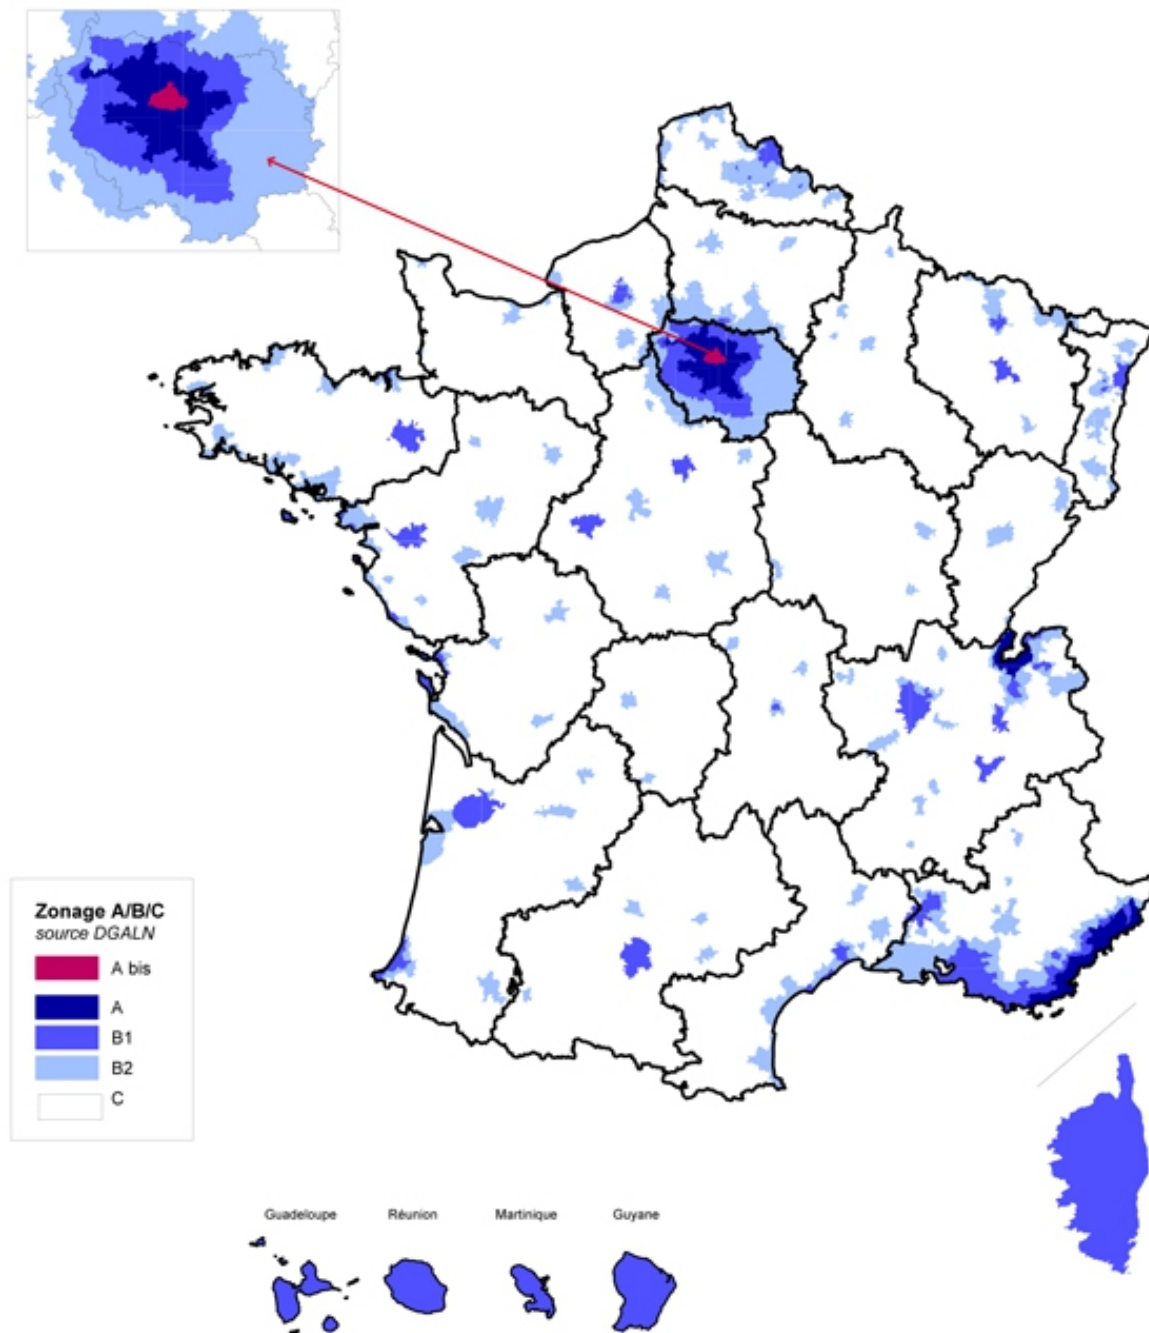 Zonage A/B/C
source DGALN
A bis
A
B1
B2
C
Guadeloupe
Réunion
Martinique
Guyane